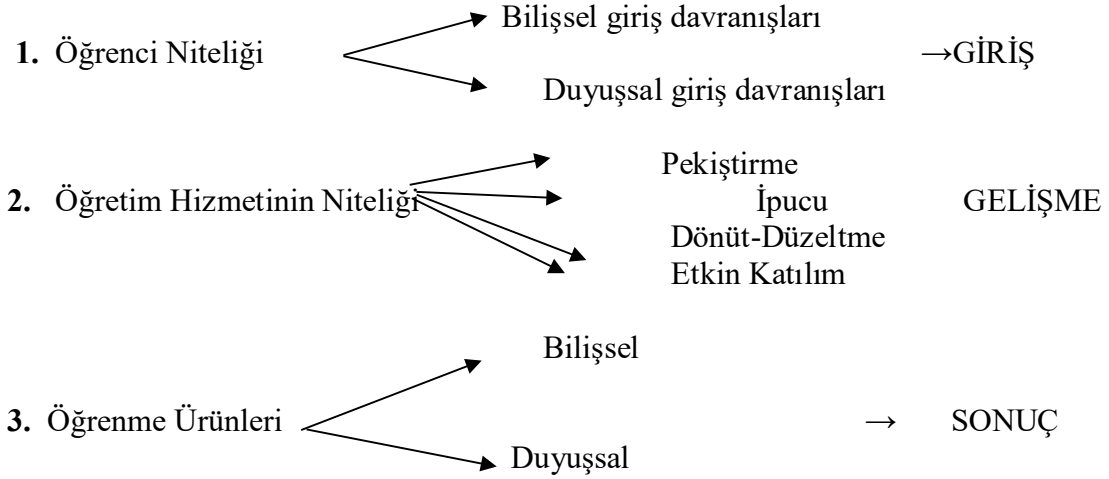 Bilişsel giriş davranışları
1. Öğrenci Niteliği →GİRİŞ
Duyuşsal giriş davranışları
Pekiştirme
2. Öğretim Hizmetinin Niteliği İpucu GELİŞME
Dönüt-Düzeltme
Etkin Katılım
Bilişsel
3. Öğrenme Ürünleri → SONUÇ
Duyuşsal